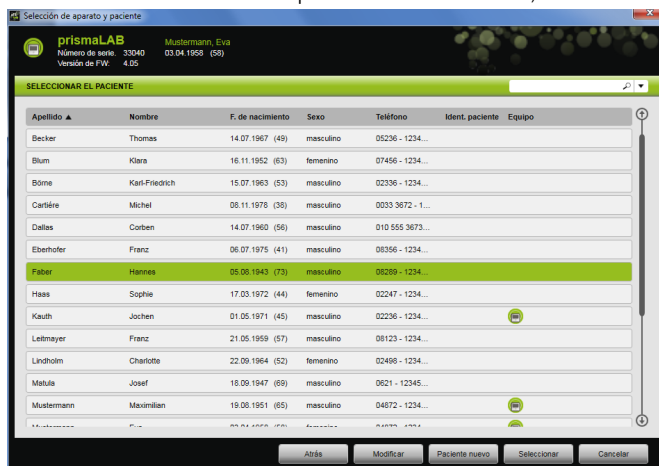 Selección de aparato y paciente
prismaLAB Mustermann, Eva
Número de serie. 33040 03.04.1958 (58)
Versión de FW: 4.05
SELECCIONAR EL PACIENTE
Apellido ▲ Nombre F. de nacimiento Sexo Teléfono Ident. paciente Equipo
Becker Thomas 14.07.1967 (49) masculino 05236 - 1234...
Blum Klara 16.11.1952 (63) femenino 07456 - 1234...
Börne Karl-Friedrich 15.07.1963 (53) masculino 02336 - 1234...
Cartiére Michel 08.11.1978 (38) masculino 0033 3672 - 1...
Dallas Corben 14.07.1960 (56) masculino 010 555 3673...
Eberhofer Franz 06.07.1975 (41) masculino 08356 - 1234...
Faber Hannes 05.08.1943 (73) masculino 08289 - 1234...
Haas Sophie 17.03.1972 (44) femenino 02247 - 1234...
Kauth Jochen 01.05.1971 (45) masculino 02236 - 1234...
Leitmayer Franz 21.05.1959 (57) masculino 08123 - 1234...
Lindholm Charlotte 22.09.1964 (52) femenino 02498 - 1234...
Matula Josef 18.09.1947 (69) masculino 0621 - 12345...
Mustermann Maximilian 19.08.1951 (65) masculino 04872 - 1234...
Atrás Modificar Paciente nuevo Seleccionar Cancelar